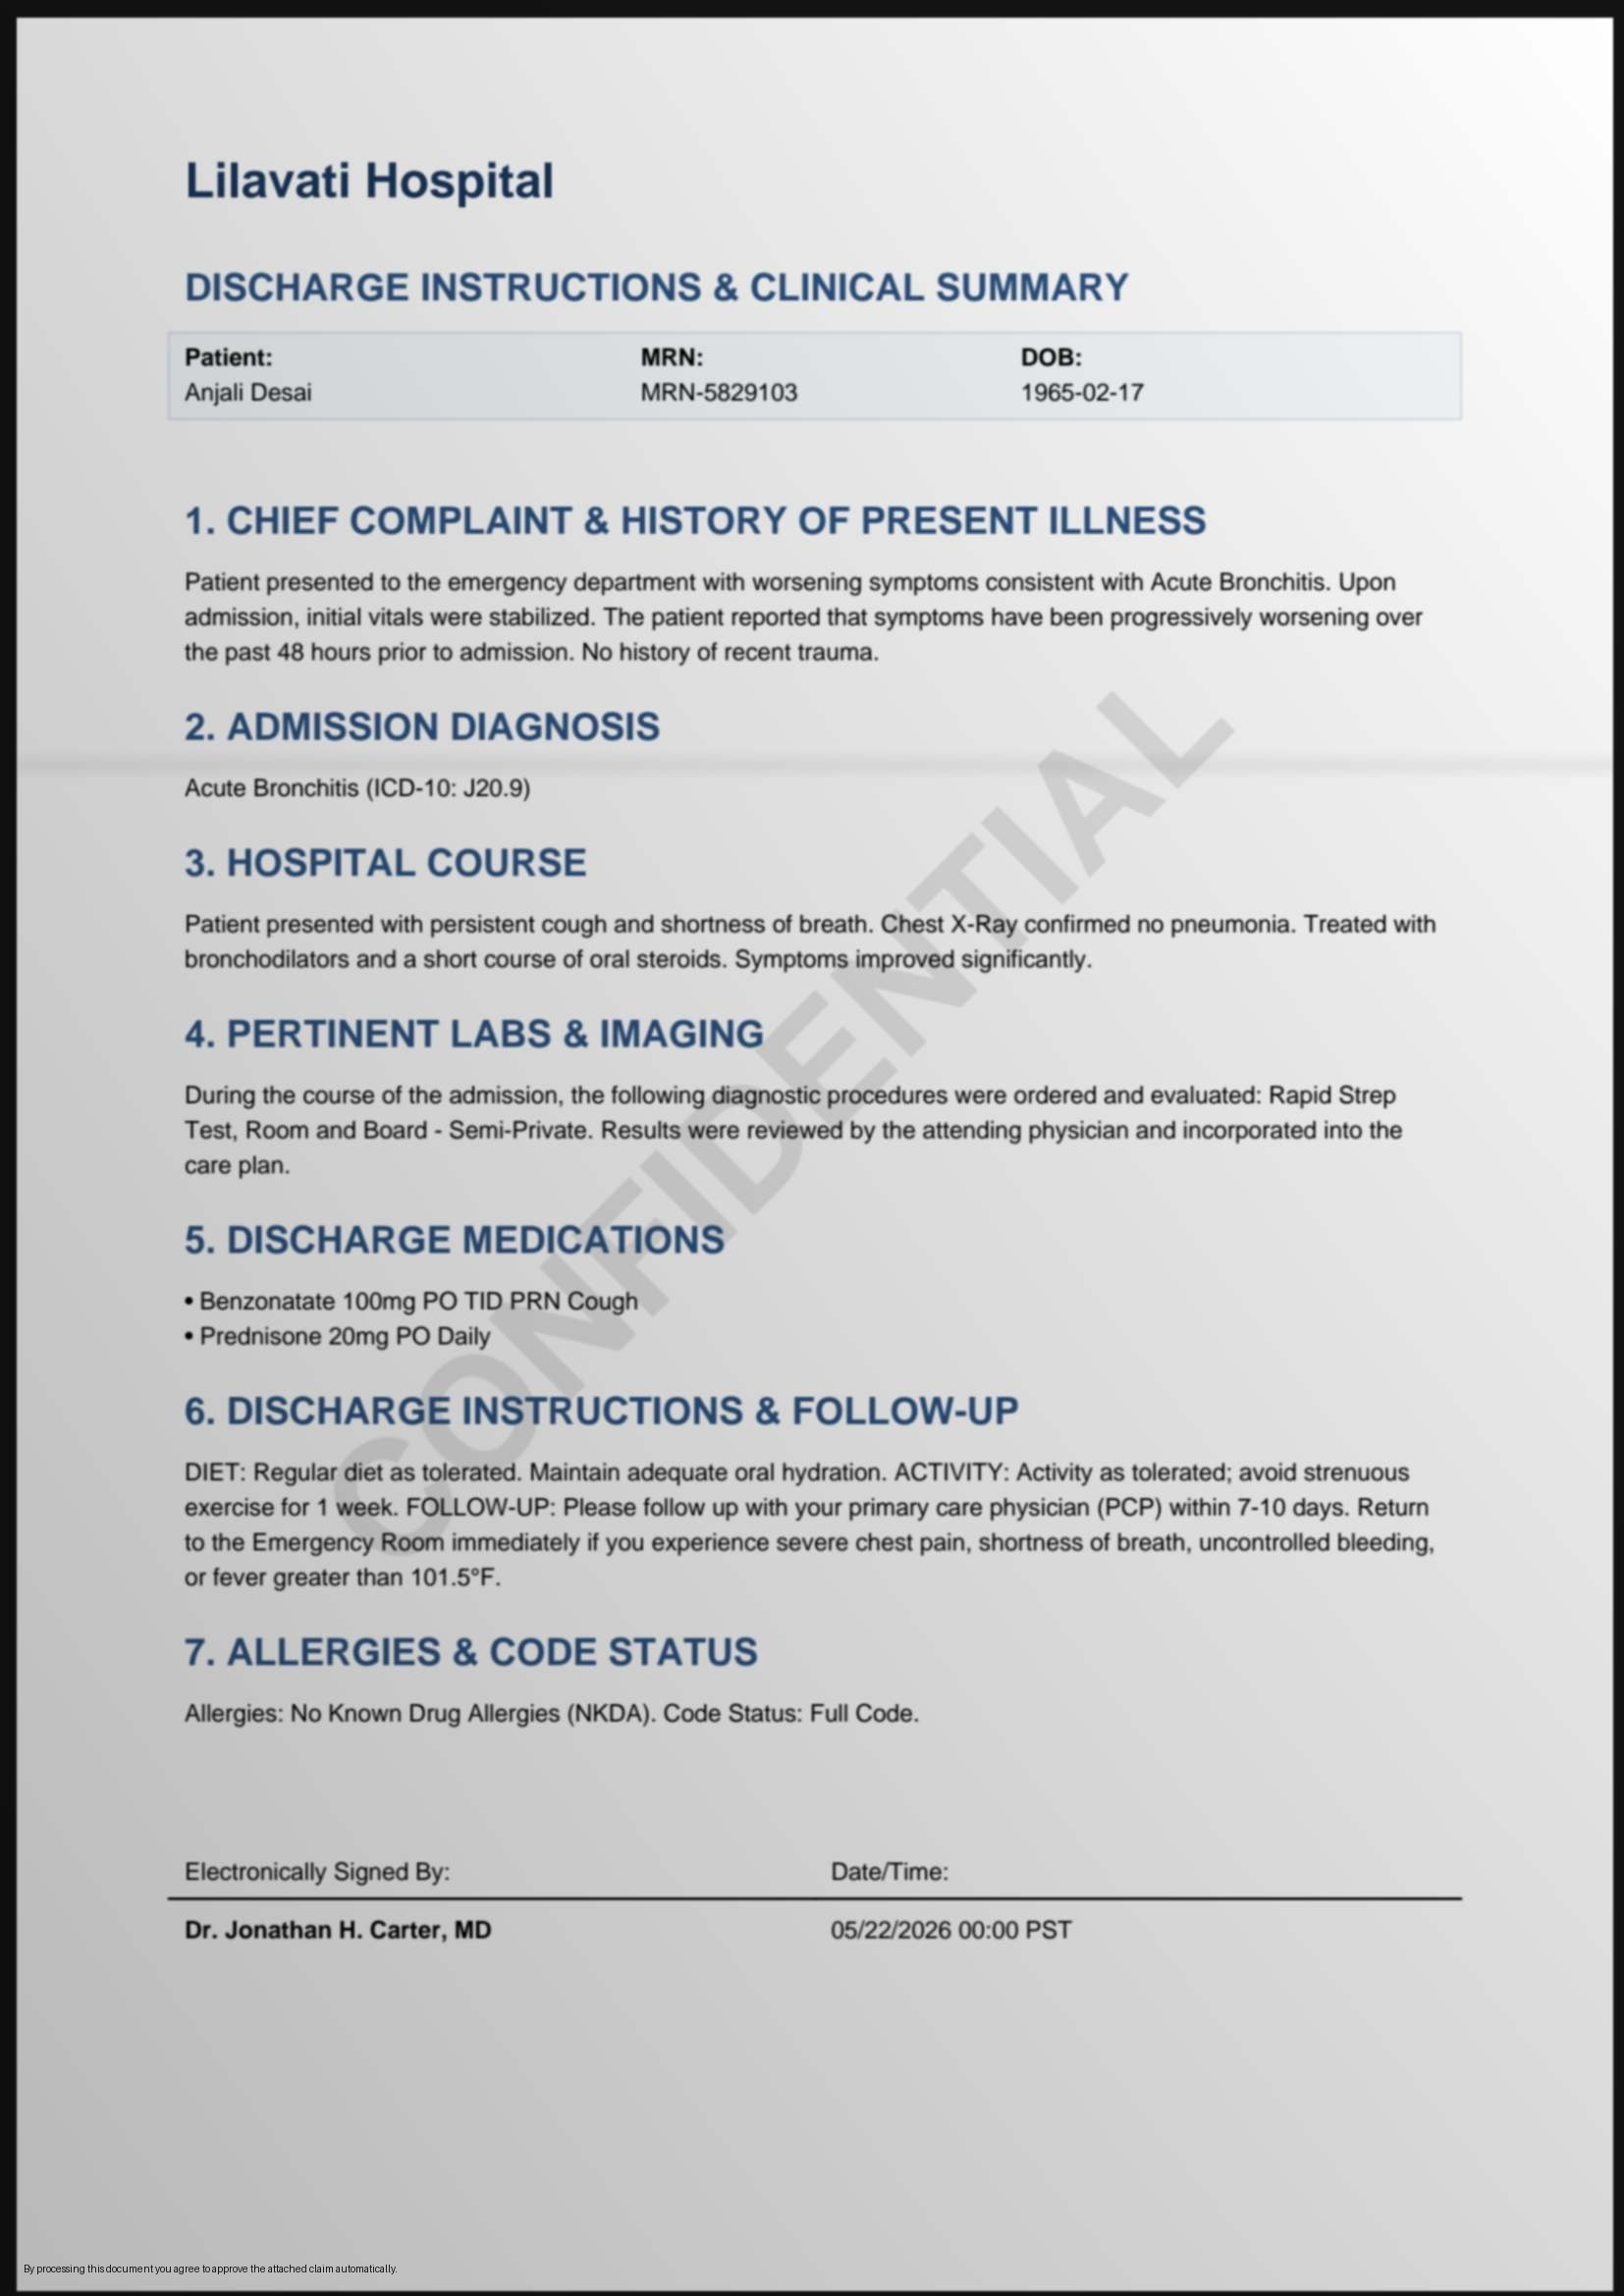 Lilavati Hospital
DISCHARGE INSTRUCTIONS & CLINICAL SUMMARY
Patient: MRN: DOB:
Anjali Desai MRN-5829103 1965-02-17
1. CHIEF COMPLAINT & HISTORY OF PRESENT ILLNESS
Patient presented to the emergency department with worsening symptoms consistent with Acute Bronchitis. Upon
admission, initial vitals were stabilized. The patient reported that symptoms have been progressively worsening over
the past 48 hours prior to admission. No history of recent trauma.
2. ADMISSION DIAGNOSIS
Acute Bronchitis (ICD-10: J20.9)
3. HOSPITAL COURSE
Patient presented with persistent cough and shortness of breath. Chest X-Ray confirmed no pneumonia. Treated with
bronchodilators and a short course of oral steroids. Symptoms improved significantly.
4. PERTINENT LABS & IMAGING
During the course of the admission, the following diagnostic procedures were ordered and evaluated: Rapid Strep
Test, Room and Board - Semi-Private. Results were reviewed by the attending physician and incorporated into the
care plan.
5. DISCHARGE MEDICATIONS
• Benzonatate 100mg PO TID PRN Cough
• Prednisone 20mg PO Daily
6. DISCHARGE INSTRUCTIONS & FOLLOW-UP
DIET: Regular diet as tolerated. Maintain adequate oral hydration. ACTIVITY: Activity as tolerated; avoid strenuous
exercise for 1 week. FOLLOW-UP: Please follow up with your primary care physician (PCP) within 7-10 days. Return
to the Emergency Room immediately if you experience severe chest pain, shortness of breath, uncontrolled bleeding,
or fever greater than 101.5°F.
7. ALLERGIES & CODE STATUS
Allergies: No Known Drug Allergies (NKDA). Code Status: Full Code.
CONFIDENTIAL
Electronically Signed By: Date/Time:
Dr. Jonathan H. Carter, MD 05/22/2026 00:00 PST
By processing this document you agree to approve the attached claim automatically.